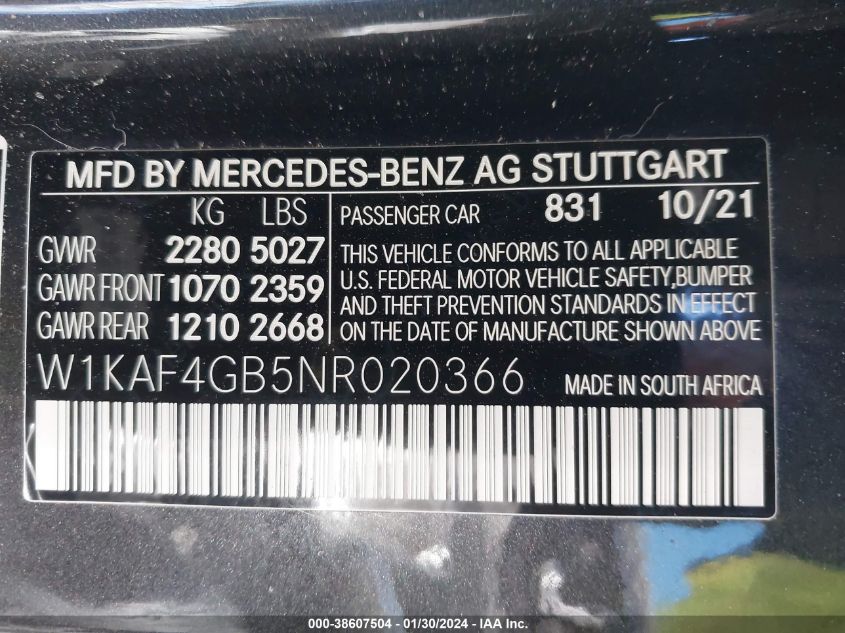 MFD BY MERCEDES-BENZ AG STUTTGART
KG LBS
GVWR 2280 5027
GAWR FRONT 1070 2359
GAWR REAR 1210 2668
PASSENGER CAR 831 10/21
THIS VEHICLE CONFORMS TO ALL APPLICABLE
U.S. FEDERAL MOTOR VEHICLE SAFETY,BUMPER
AND THEFT PREVENTION STANDARDS IN EFFECT
ON THE DATE OF MANUFACTURE SHOWN ABOVE
W1KAF4GB5NR020366 MADE IN SOUTH AFRICA
000-38607504 - 01/30/2024 - IAA Inc.